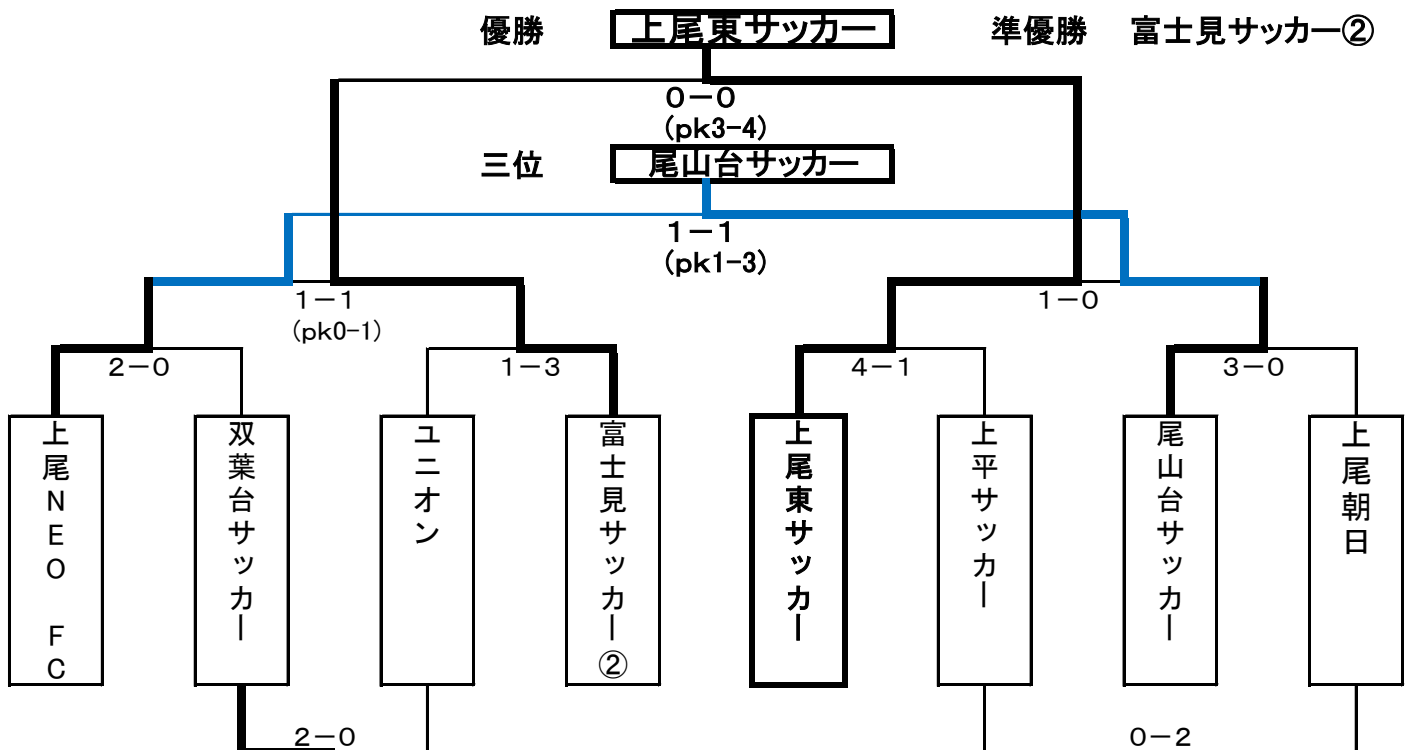 優勝 上尾東サッカー 準優勝 富士見サッカー②
0－0
(pk3-4)
三位 尾山台サッカー
1－1
(pk1-3)
1－1
(pk0-1)
1－0
2－0
1－3
4－1
3－0
上尾NEO FC
双葉台サッカー
ユニオン
富士見サッカー②
上尾東サッカー
上平サッカー
尾山台サッカー
上尾朝日
2－0
0－2